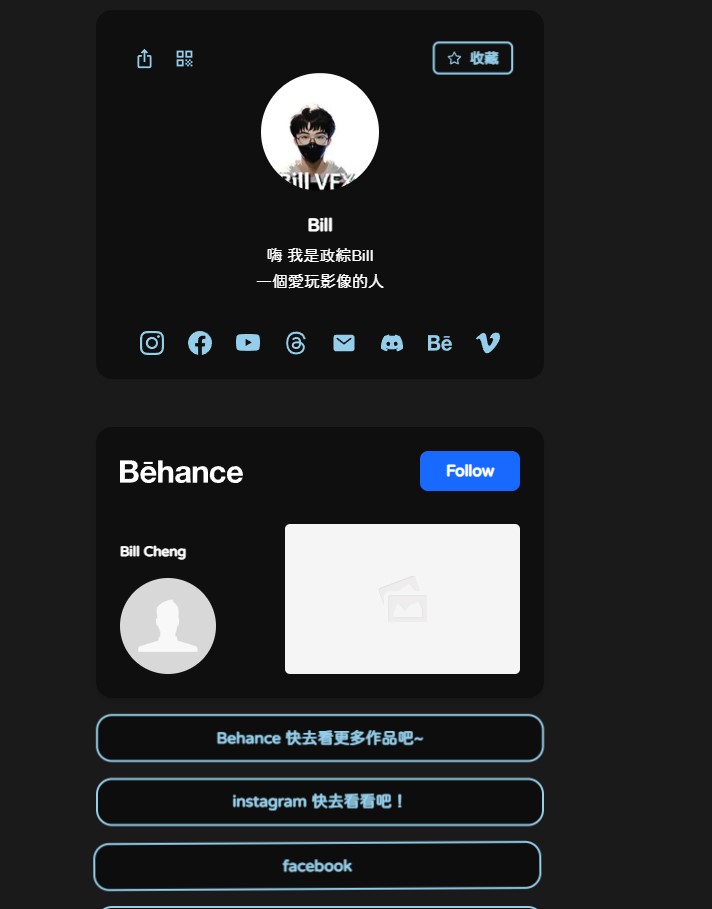 收藏
Bill VFX
Bill
嗨 我是政綜Bill
一個愛玩影像的人
Bē
Bēhance
Follow
Bill Cheng
Behance 快去看更多作品吧~
instagram 快去看看吧！
facebook